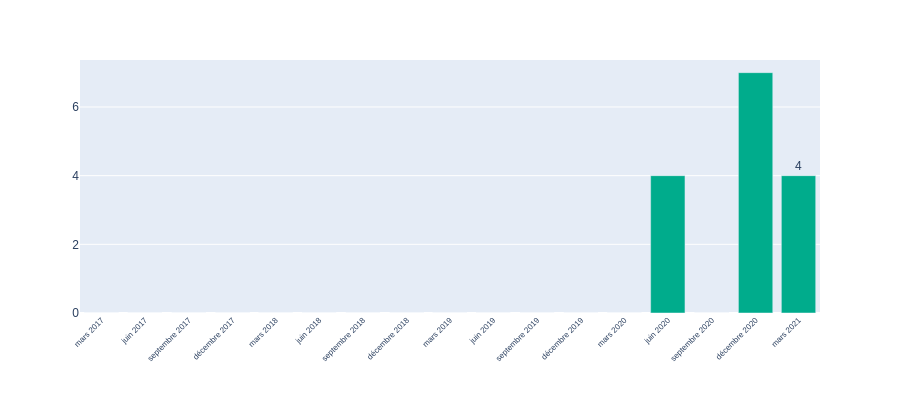 6
4
2
0
4
mars 2017
juin 2017
septembre 2017
décembre 2017
mars 2018
juin 2018
septembre 2018
décembre 2018
mars 2019
juin 2019
septembre 2019
décembre 2019
mars 2020
juin 2020
septembre 2020
décembre 2020
mars 2021